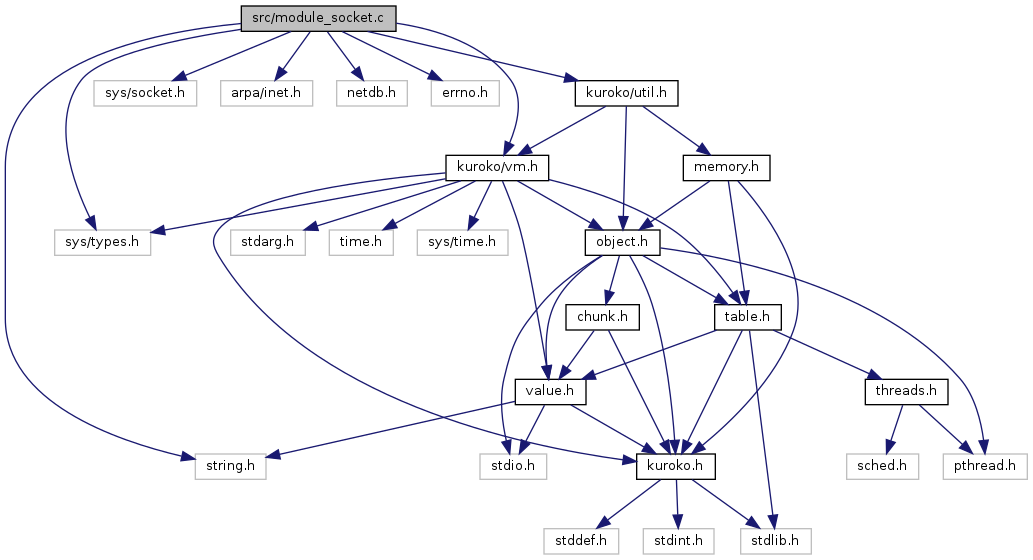 src/module_socket.c
sys/socket.h
arpa/inet.h
netdb.h
errno.h
kuroko/util.h
kuroko/vm.h
memory.h
sys/types.h
stdarg.h
time.h
sys/time.h
object.h
chunk.h
table.h
value.h
threads.h
string.h
stdio.h
kuroko.h
sched.h
pthread.h
stddef.h
stdint.h
stdlib.h